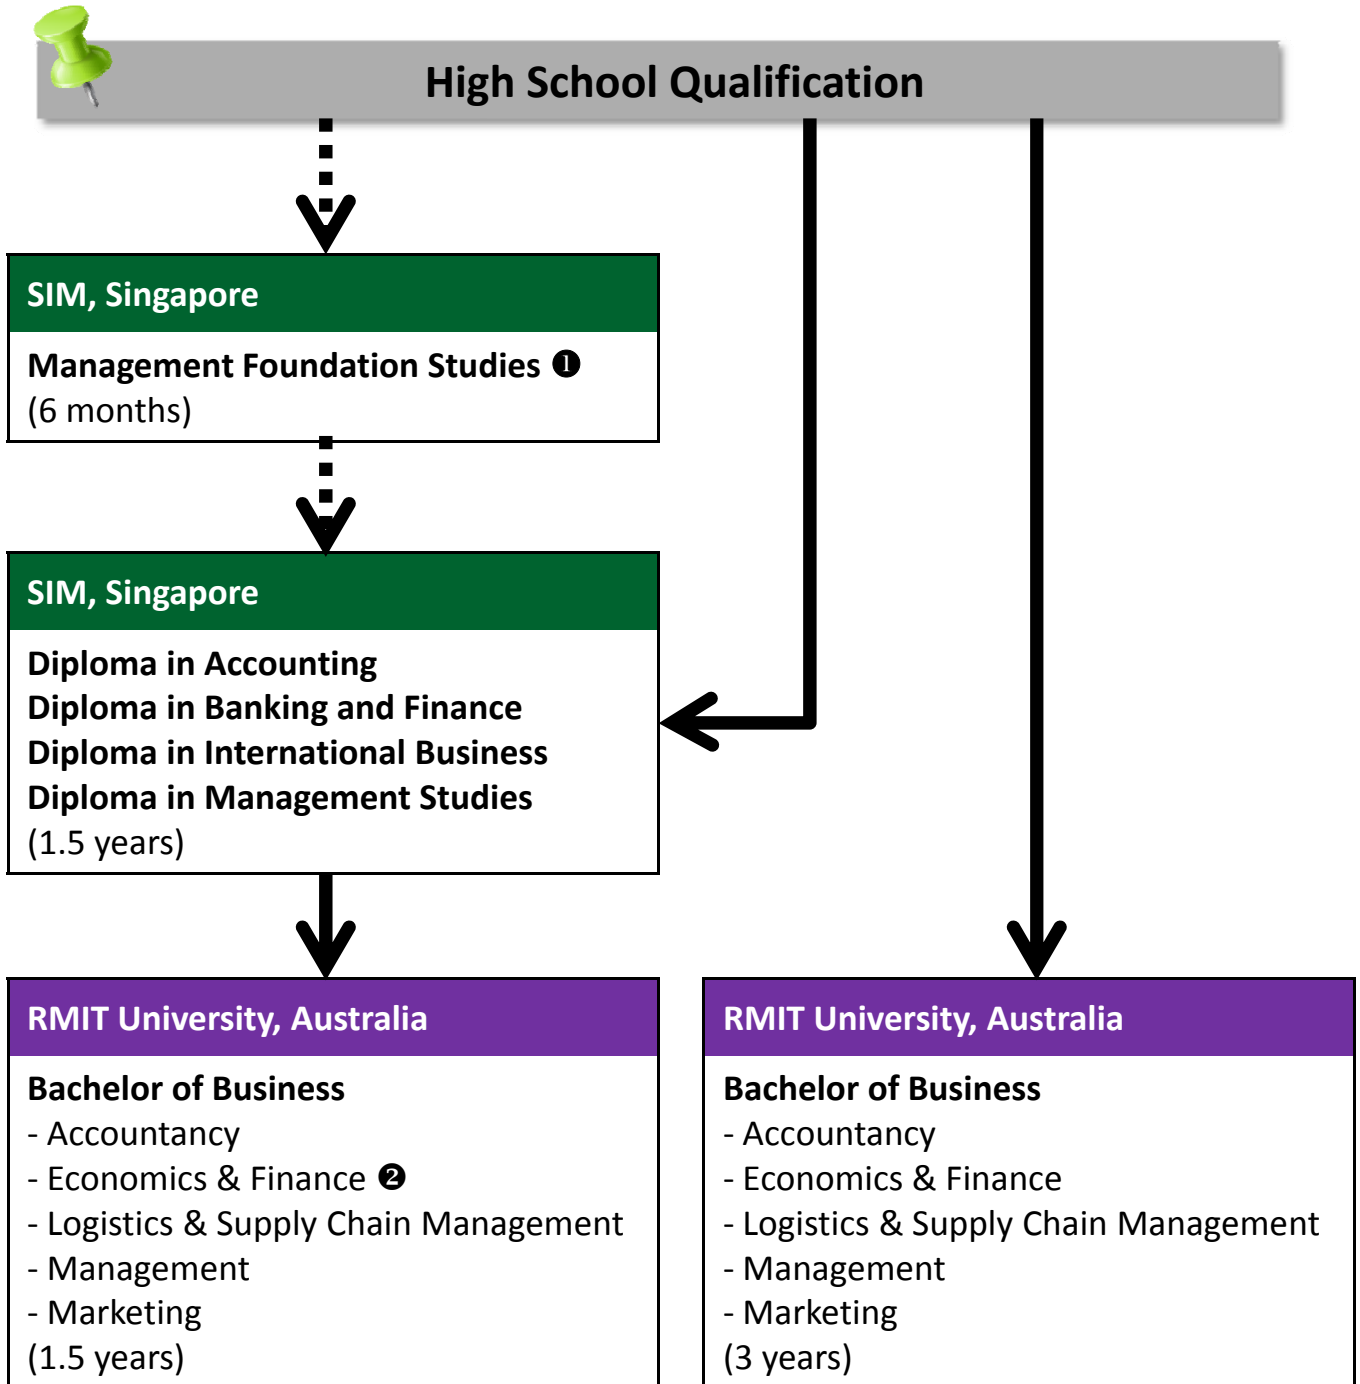 High School Qualification
SIM, Singapore
Management Foundation Studies ❶
(6 months)
SIM, Singapore
Diploma in Accounting
Diploma in Banking and Finance
Diploma in International Business
Diploma in Management Studies
(1.5 years)
RMIT University, Australia
Bachelor of Business
- Accountancy
- Economics & Finance ❷
- Logistics & Supply Chain Management
- Management
- Marketing
(1.5 years)
RMIT University, Australia
Bachelor of Business
- Accountancy
- Economics & Finance
- Logistics & Supply Chain Management
- Management
- Marketing
(3 years)